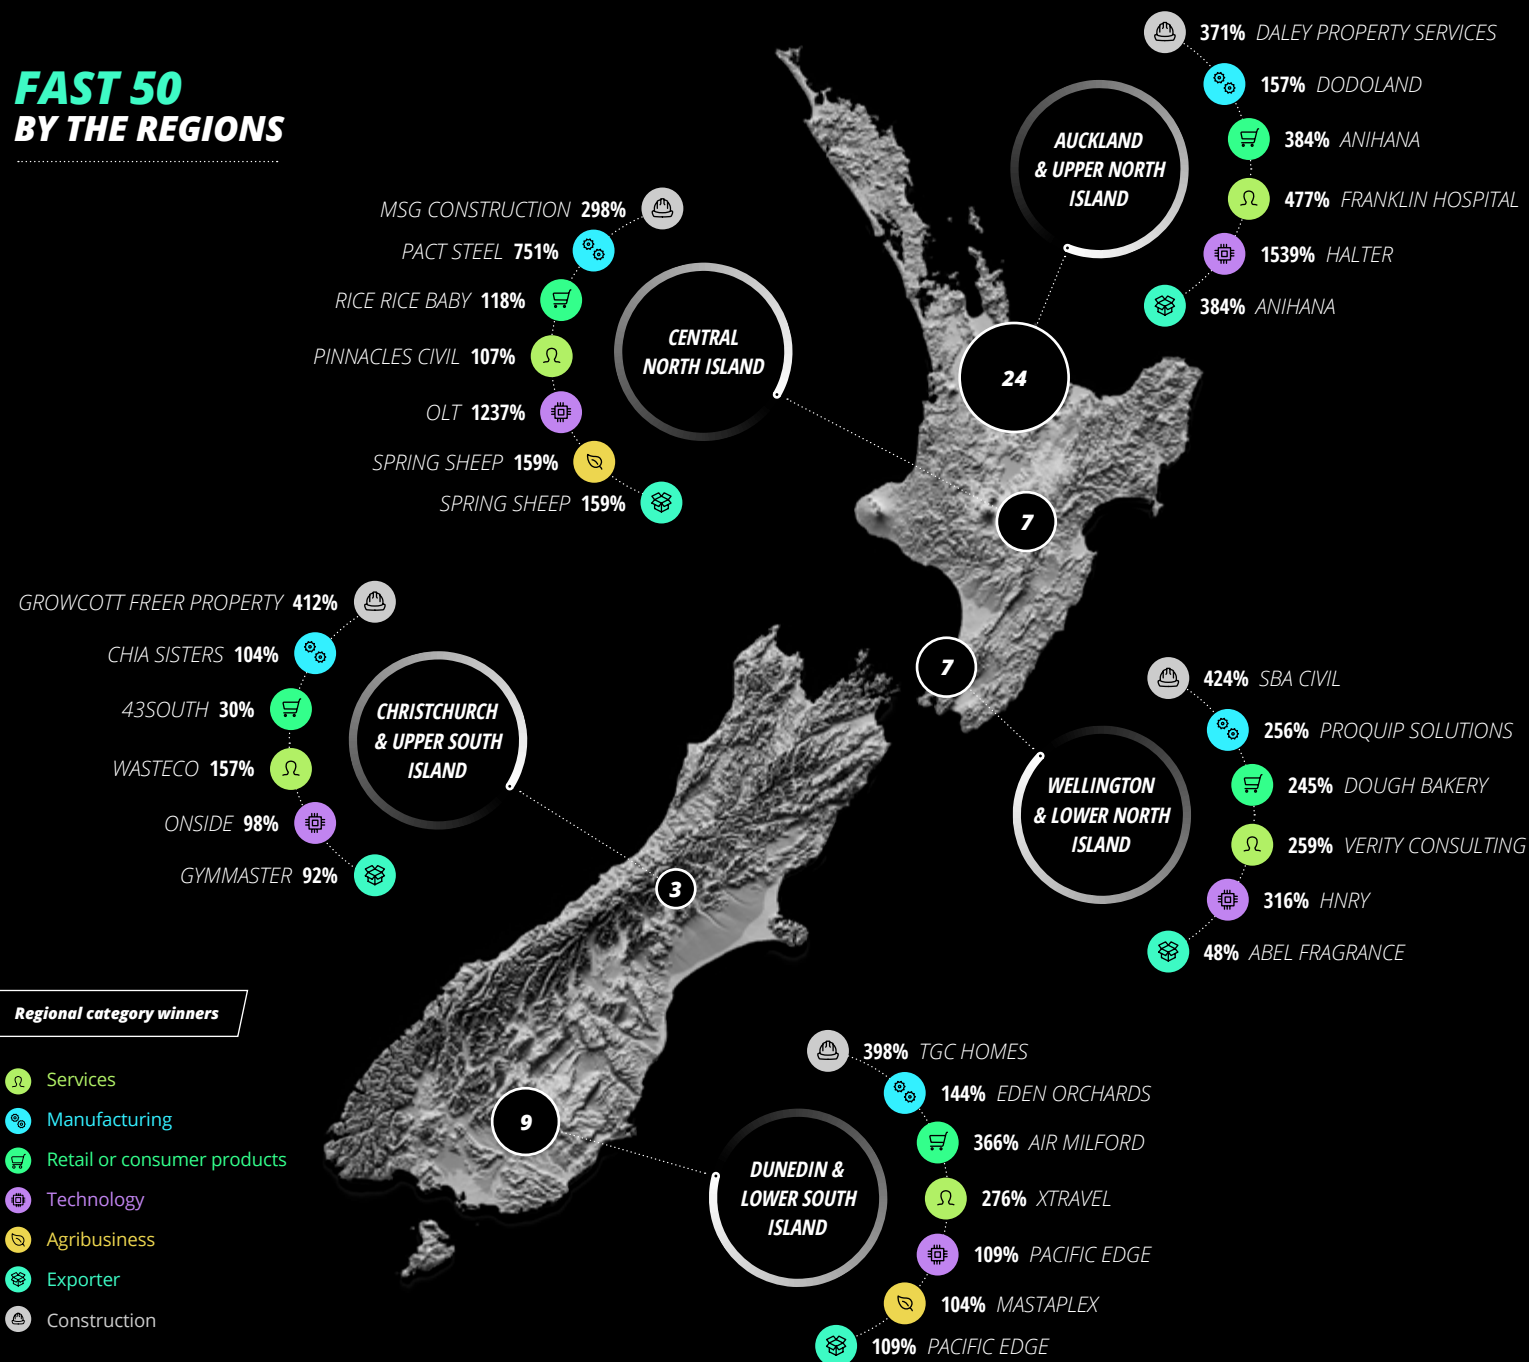 FAST 50
BY THE REGIONS
371% DALEY PROPERTY SERVICES
157% DODOLAND
384% ANIHANA
477% FRANKLIN HOSPITAL
1539% HALTER
384% ANIHANA
AUCKLAND
& UPPER NORTH
ISLAND
24
MSG CONSTRUCTION 298%
PACT STEEL 751%
RICE RICE BABY 118%
PINNACLES CIVIL 107%
OLT 1237%
SPRING SHEEP 159%
SPRING SHEEP 159%
CENTRAL
NORTH ISLAND
7
GROWCOTT FREER PROPERTY 412%
CHIA SISTERS 104%
43SOUTH 30%
WASTECO 157%
ONSIDE 98%
GYMMASTER 92%
CHRISTCHURCH
& UPPER SOUTH
ISLAND
3
7
424% SBA CIVIL
256% PROQUIP SOLUTIONS
245% DOUGH BAKERY
259% VERITY CONSULTING
316% HNRY
48% ABEL FRAGRANCE
WELLINGTON
& LOWER NORTH
ISLAND
Regional category winners
Services
Manufacturing
Retail or consumer products
Technology
Agribusiness
Exporter
Construction
9
DUNEDIN &
LOWER SOUTH
ISLAND
398% TGC HOMES
144% EDEN ORCHARDS
366% AIR MILFORD
276% XTRAVEL
109% PACIFIC EDGE
104% MASTAPLEX
109% PACIFIC EDGE